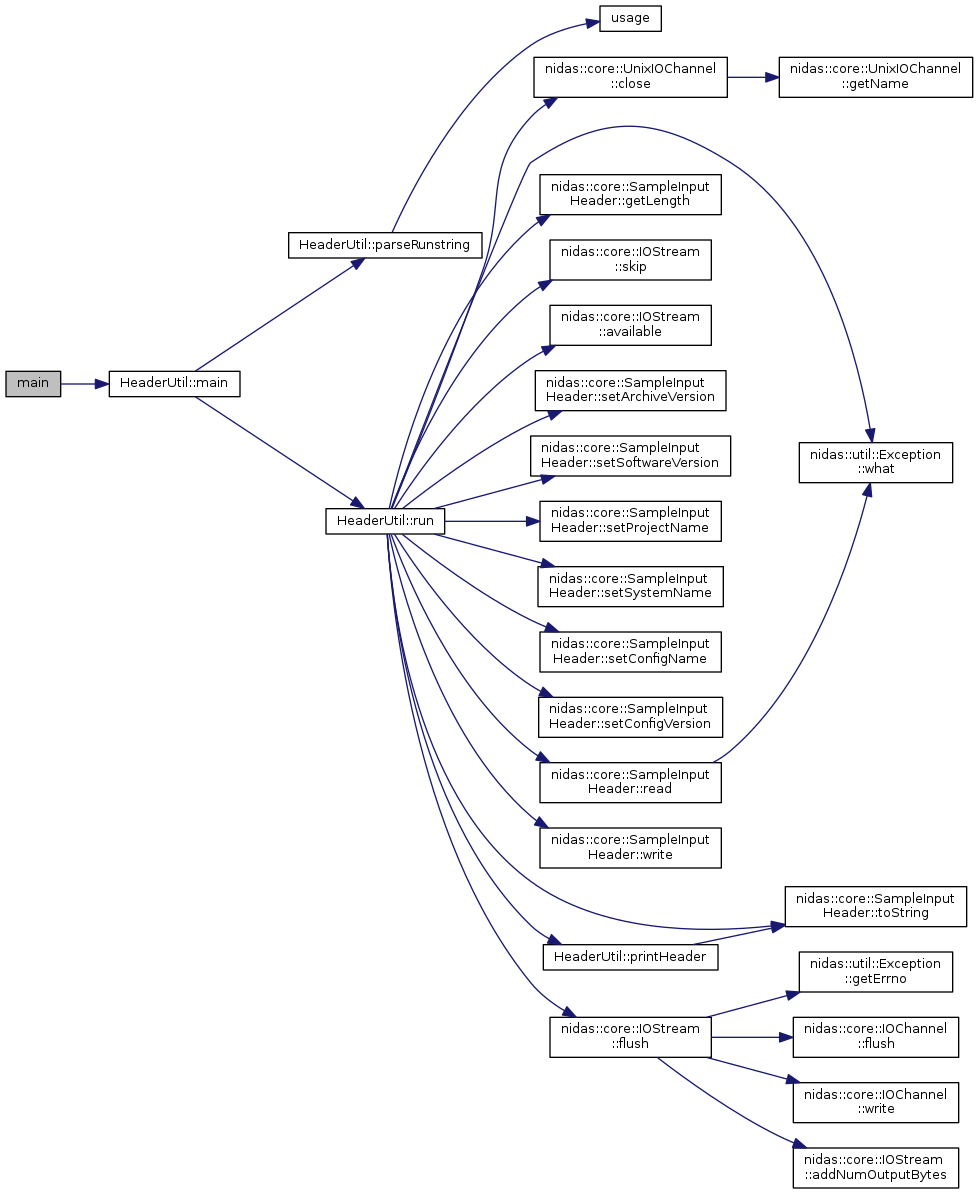 usage
nidas::core::UnixIOChannel
::close
nidas::core::UnixIOChannel
::getName
nidas::core::SampleInput
Header::getLength
HeaderUtil::parseRunstring
nidas::core::IOStream
::skip
nidas::core::IOStream
::available
main
HeaderUtil::main
nidas::core::SampleInput
Header::setArchiveVersion
nidas::core::SampleInput
Header::setSoftwareVersion
nidas::util::Exception
::what
HeaderUtil::run
nidas::core::SampleInput
Header::setProjectName
nidas::core::SampleInput
Header::setSystemName
nidas::core::SampleInput
Header::setConfigName
nidas::core::SampleInput
Header::setConfigVersion
nidas::core::SampleInput
Header::read
nidas::core::SampleInput
Header::write
nidas::core::SampleInput
Header::toString
HeaderUtil::printHeader
nidas::util::Exception
::getErrno
nidas::core::IOStream
::flush
nidas::core::IOChannel
::flush
nidas::core::IOChannel
::write
nidas::core::IOStream
::addNumOutputBytes